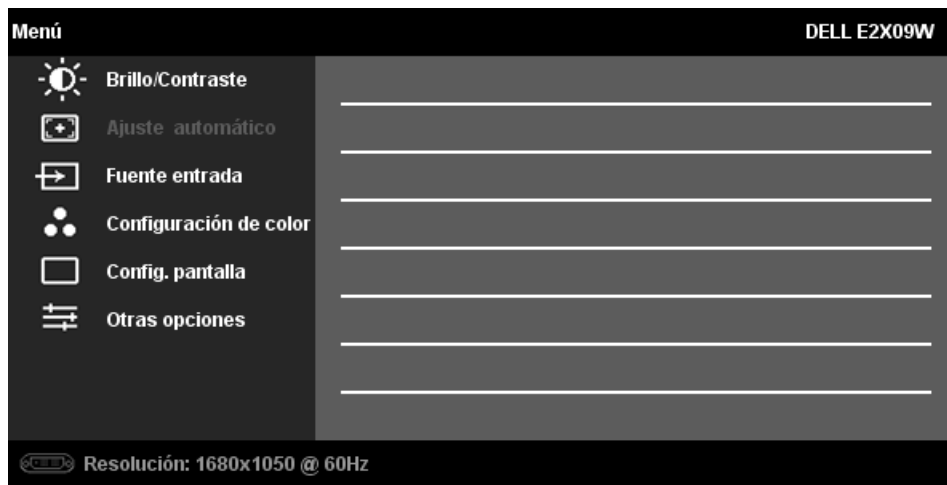 Menú DELL E2X09W
Brillo/Contraste
Ajuste automático
Fuente entrada
Configuración de color
Config. pantalla
Otras opciones
Resolución: 1680x1050 @ 60Hz